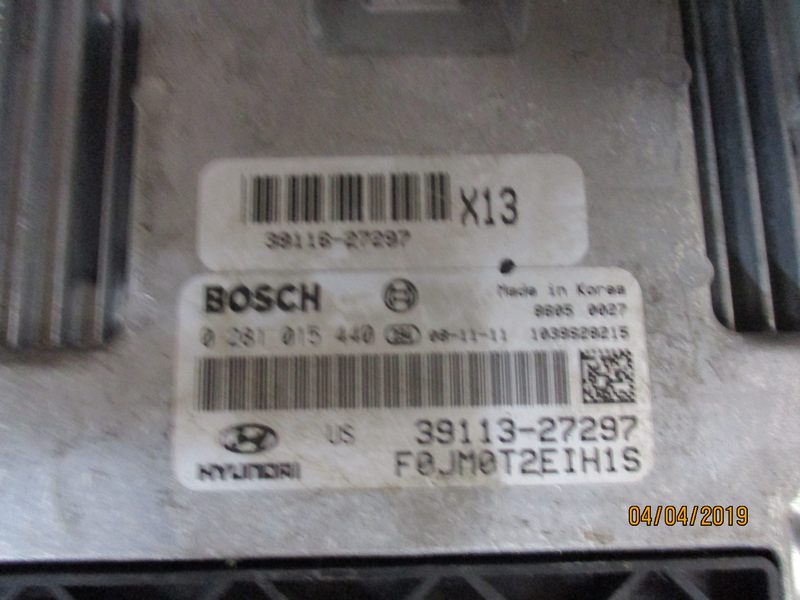 X13
39116-27297
BOSCH
Made in Korea
8605 0027
0 281 015 440 08-11-11 1039S28215
US 39113-27297
HYUNDAI F0JM0T2EIH1S
04/04/2019